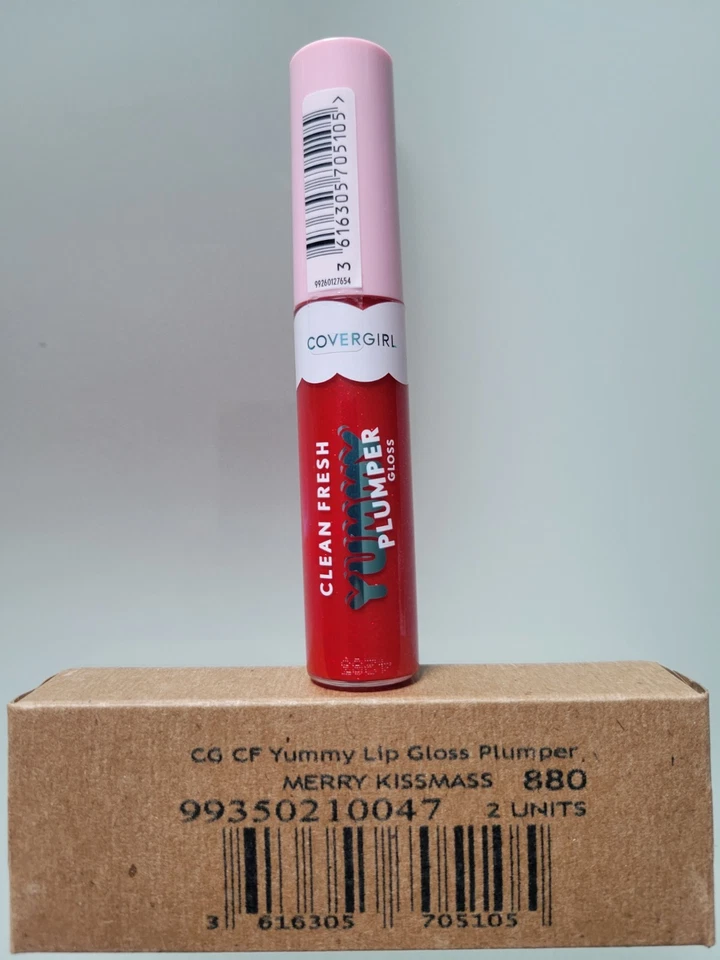 3 616305 705105 >
99260127654
COVERGIRL
CLEAN FRESH
YUMMY
PLUMPER
GLOSS
CG CF Yummy Lip Gloss Plumper,
MERRY KISSMASS 880
99350210047 2 UNITS
3 616305 705105